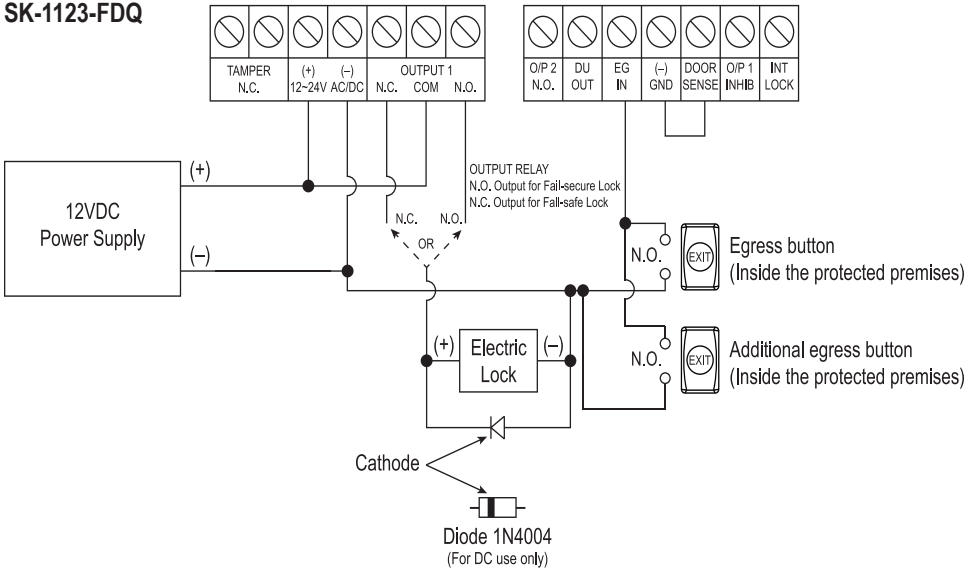 SK-1123-FDQ
TAMPER
N.C.
(+)
12~24V
(–)
AC/DC
OUTPUT 1
N.C. COM N.O.
O/P 2
N.O.
DU
OUT
EG
IN
(–)
GND
DOOR
SENSE
O/P 1
INHIB
INT
LOCK
12VDC
Power Supply
(+)
(–)
OUTPUT RELAY
N.O. Output for Fail-secure Lock
N.C. Output for Fail-safe Lock
N.C. N.O.
OR
N.O.
EXIT
Egress button
(Inside the protected premises)
N.O.
EXIT
Additional egress button
(Inside the protected premises)
(+)
Electric
Lock
(–)
Cathode
Diode 1N4004
(For DC use only)